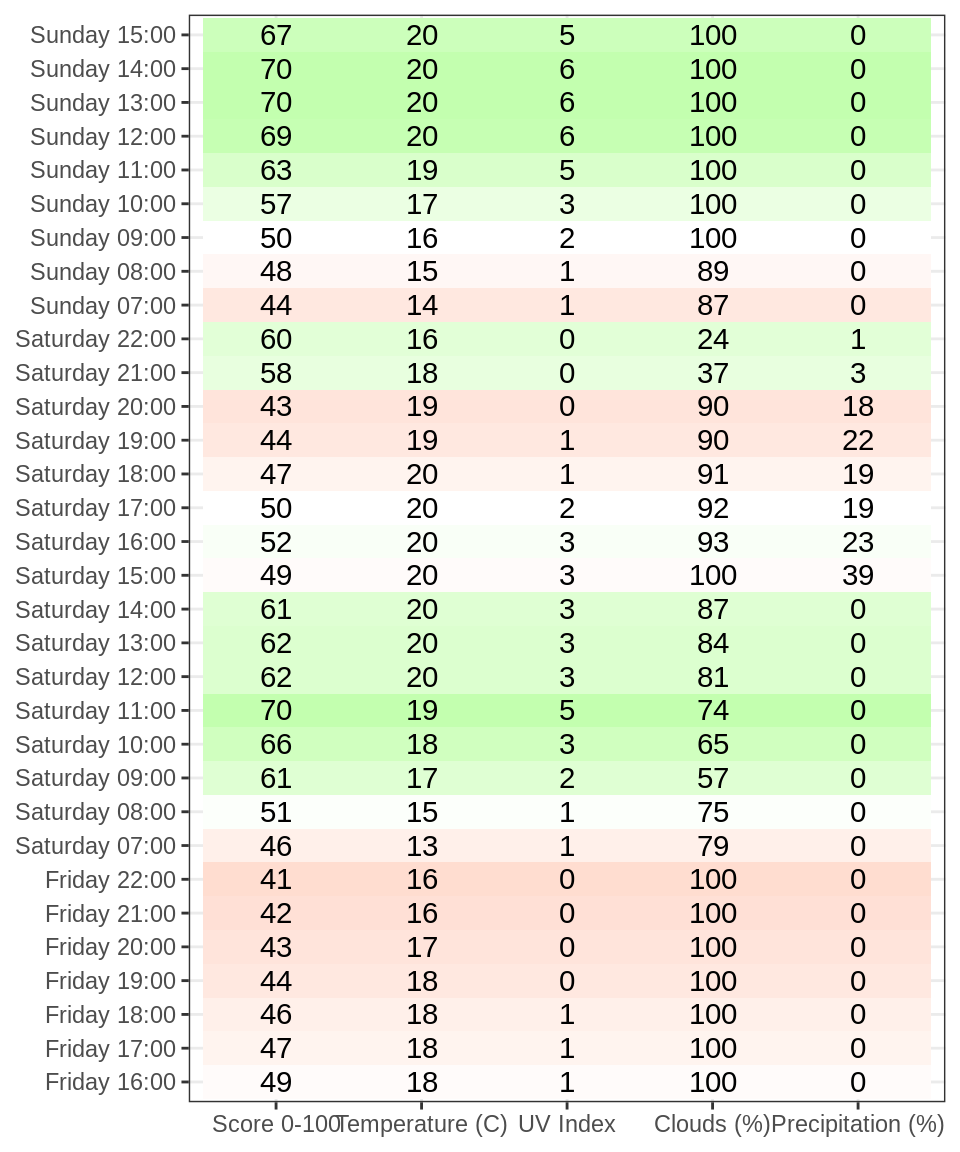 Sunday 15:00 67 20 5 100 0
Sunday 14:00 70 20 6 100 0
Sunday 13:00 70 20 6 100 0
Sunday 12:00 69 20 6 100 0
Sunday 11:00 63 19 5 100 0
Sunday 10:00 57 17 3 100 0
Sunday 09:00 50 16 2 100 0
Sunday 08:00 48 15 1 89 0
Sunday 07:00 44 14 1 87 0
Saturday 22:00 60 16 0 24 1
Saturday 21:00 58 18 0 37 3
Saturday 20:00 43 19 0 90 18
Saturday 19:00 44 19 1 90 22
Saturday 18:00 47 20 1 91 19
Saturday 17:00 50 20 2 92 19
Saturday 16:00 52 20 3 93 23
Saturday 15:00 49 20 3 100 39
Saturday 14:00 61 20 3 87 0
Saturday 13:00 62 20 3 84 0
Saturday 12:00 62 20 3 81 0
Saturday 11:00 70 19 5 74 0
Saturday 10:00 66 18 3 65 0
Saturday 09:00 61 17 2 57 0
Saturday 08:00 51 15 1 75 0
Saturday 07:00 46 13 1 79 0
Friday 22:00 41 16 0 100 0
Friday 21:00 42 16 0 100 0
Friday 20:00 43 17 0 100 0
Friday 19:00 44 18 0 100 0
Friday 18:00 46 18 1 100 0
Friday 17:00 47 18 1 100 0
Friday 16:00 49 18 1 100 0
Score 0-100 Temperature (C) UV Index Clouds (%) Precipitation (%)